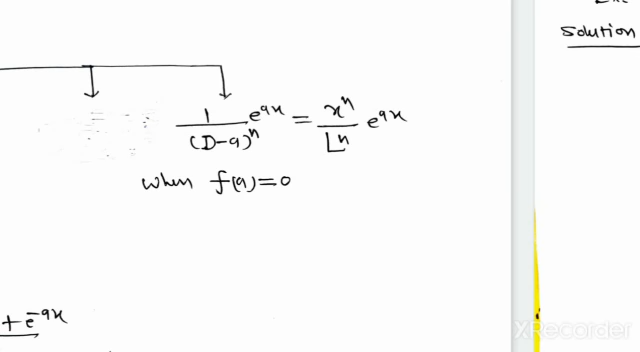 Solution
1/(D-a)^n e^ax = x^n/∟n e^ax
when f(a)=0
+ e^-ax
XRecorder